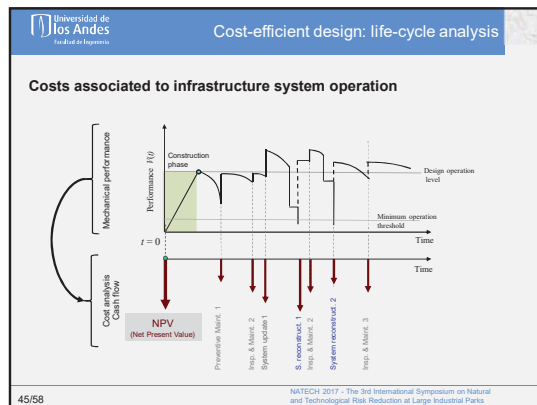 Universidad de
los Andes
Facultad de Ingeniería
Cost-efficient design: life-cycle analysis
Costs associated to infrastructure system operation
Mechanical performance
Performance V(t)
Construction
phase
Design operation
level
Minimum operation
threshold
t = 0
Time
Time
Cost analysis
Cash flow
NPV
(Net Present Value)
Preventive Maint. 1
Insp. & Maint. 2
System update1
S. reconstruct. 1
Insp. & Maint. 2
System reconstruct. 2
Insp. & Maint. 3
45/58
NATECH 2017 - The 3rd International Symposium on Natural
and Technological Risk Reduction at Large Industrial Parks